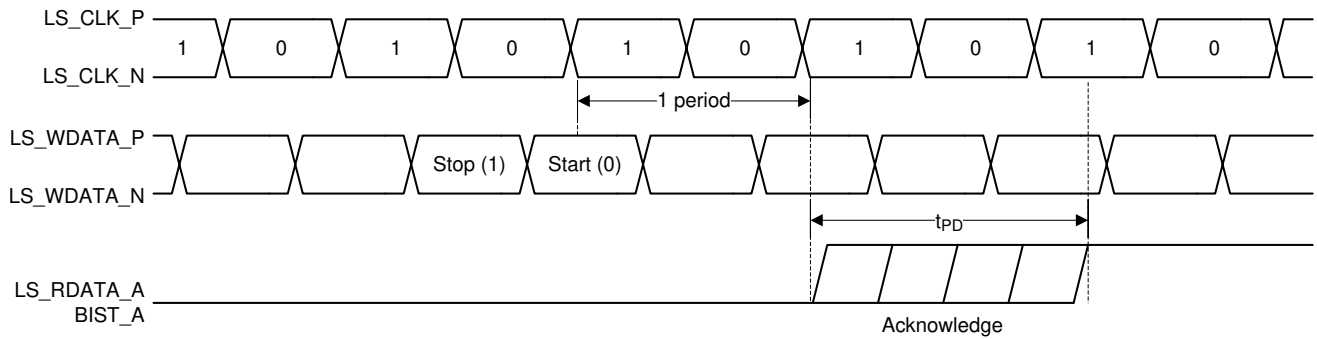 LS_CLK_P
1 0 1 0 1 0 1 0 1 0
LS_CLK_N
1 period
LS_WDATA_P
Stop (1) Start (0)
LS_WDATA_N
tPD
LS_RDATA_A
BIST_A
Acknowledge